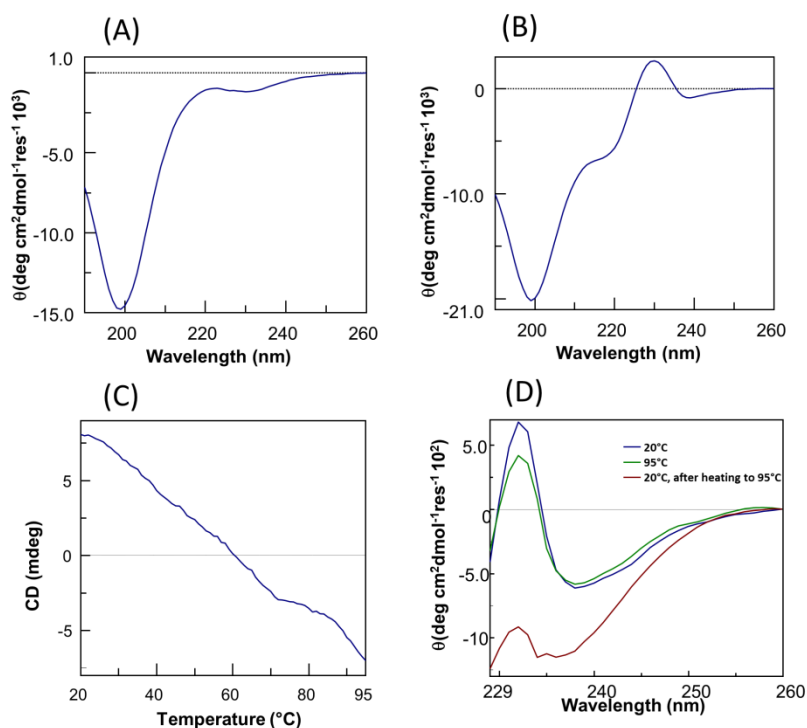 (A)
1.0
-5.0
-10.0
-15.0
θ(deg cm²dmol⁻¹res⁻¹ 10³)
200 220 240 260
Wavelength (nm)
(B)
0
-10.0
-21.0
θ(deg cm²dmol⁻¹res⁻¹ 10³)
200 220 240 260
Wavelength (nm)
(C)
5
0
-5
CD (mdeg)
20 40 60 80 95
Temperature (°C)
(D)
20°C
95°C
20°C, after heating to 95°C
5.0
0
-5.0
-10
θ(deg cm²dmol⁻¹res⁻¹ 10²)
229 240 250 260
Wavelength (nm)